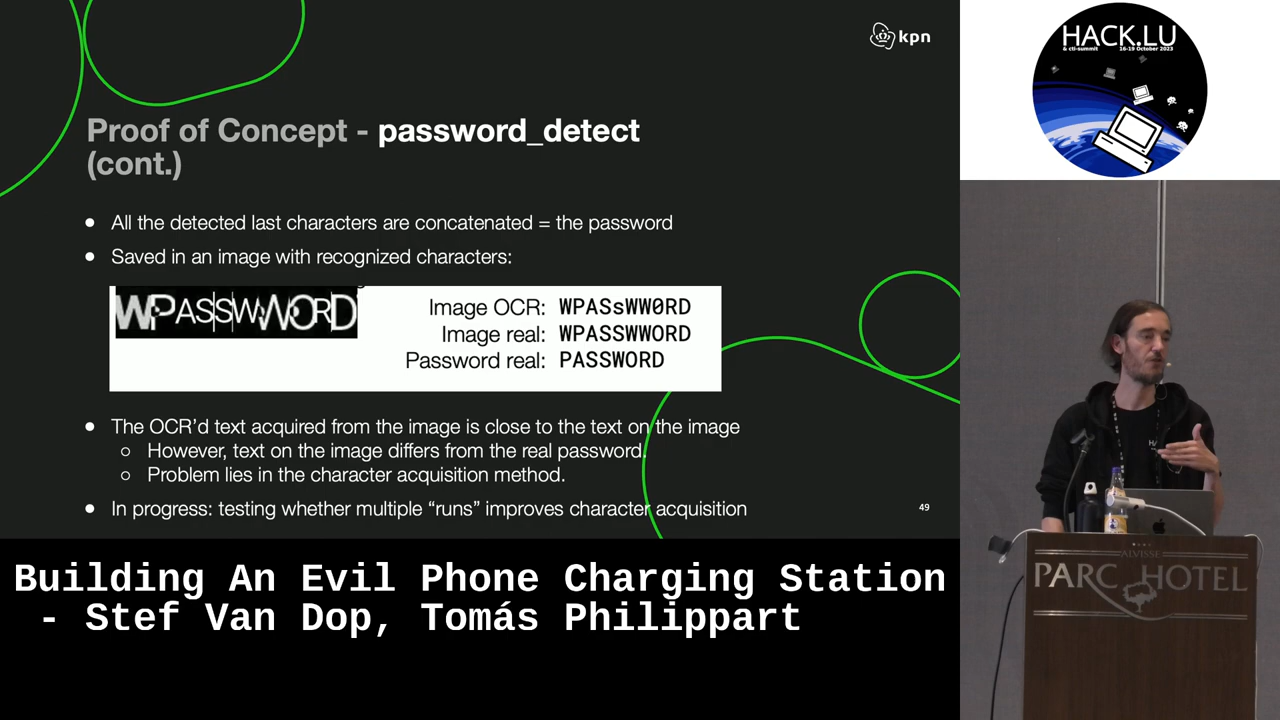 kpn
Proof of Concept - password_detect
(cont.)
● All the detected last characters are concatenated = the password
● Saved in an image with recognized characters:
WPASSWWORD
Image OCR: WPASsWW0RD
Image real: WPASSWWORD
Password real: PASSWORD
● The OCR’d text acquired from the image is close to the text on the image
○ However, text on the image differs from the real password.
○ Problem lies in the character acquisition method.
● In progress: testing whether multiple “runs” improves character acquisition
49
HACK.LU
& cti-summit 16-19 October 2023
ALVISSE
PARC HOTEL
Building An Evil Phone Charging Station
- Stef Van Dop, Tomás Philippart